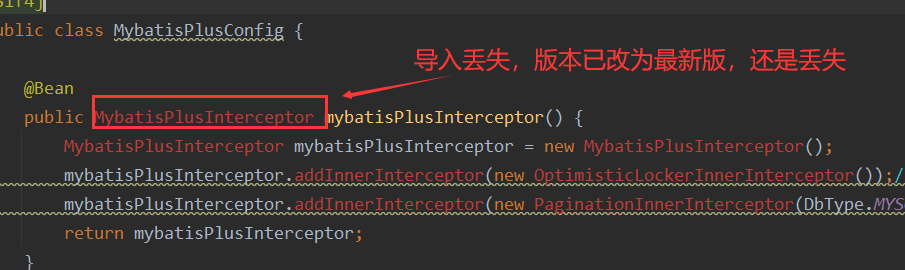 ublic class MybatisPlusConfig {
导入丢失，版本已改为最新版，还是丢失
@Bean
public MybatisPlusInterceptor mybatisPlusInterceptor() {
MybatisPlusInterceptor mybatisPlusInterceptor = new MybatisPlusInterceptor();
mybatisPlusInterceptor.addInnerInterceptor(new OptimisticLockerInnerInterceptor());/
mybatisPlusInterceptor.addInnerInterceptor(new PaginationInnerInterceptor(DbType.MYS
return mybatisPlusInterceptor;
}